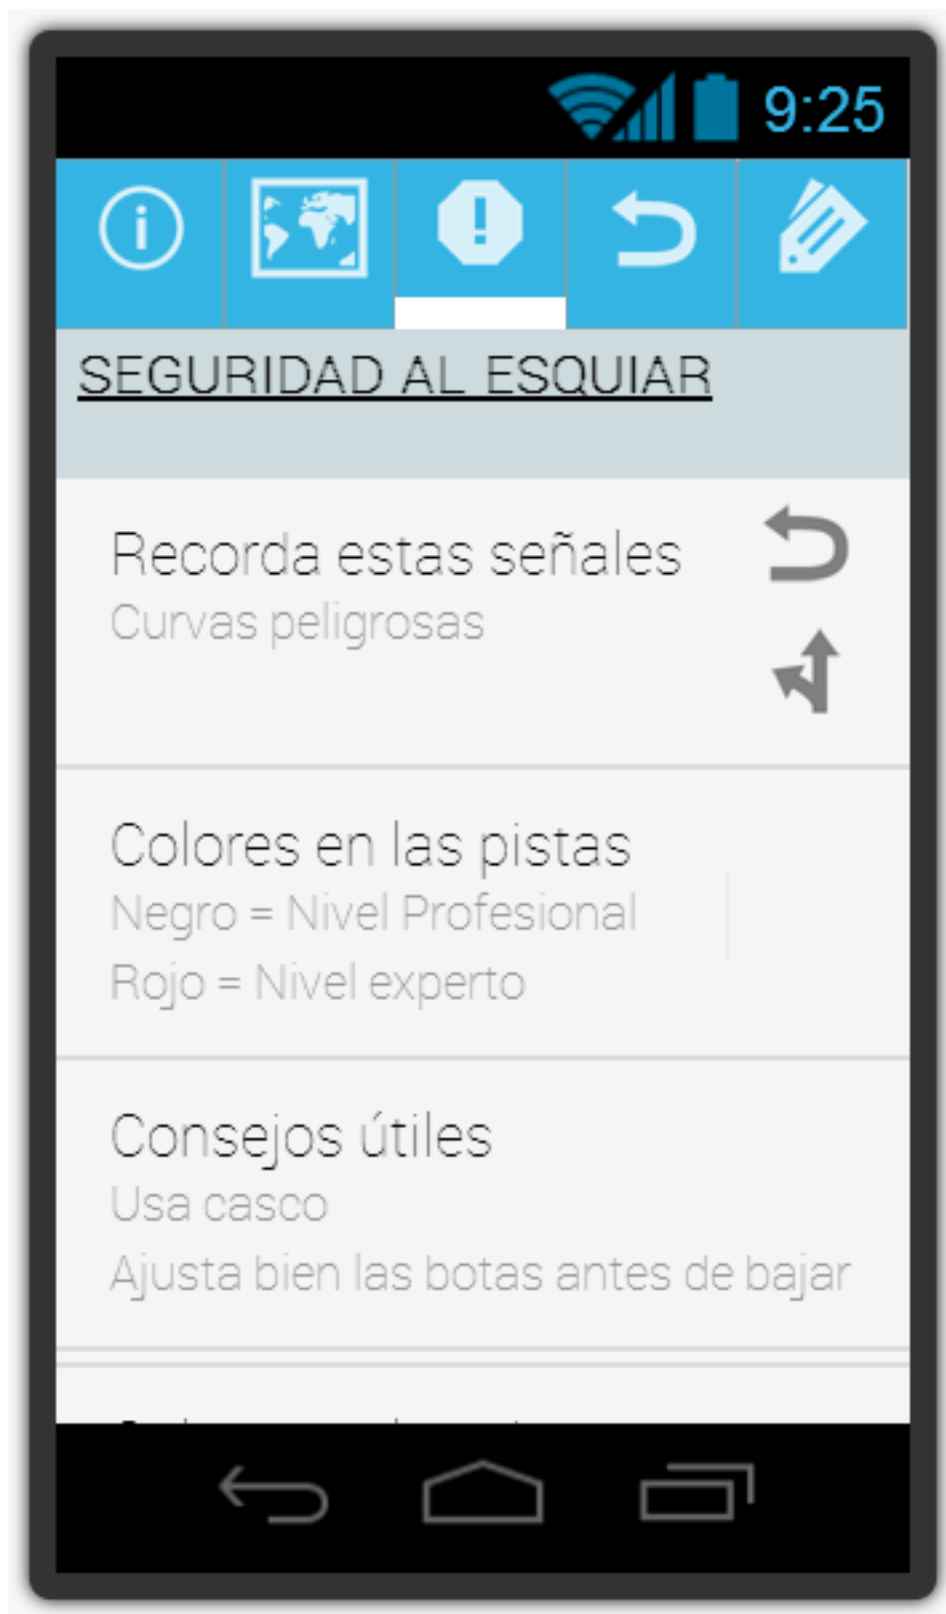 9:25
SEGURIDAD AL ESQUIAR
Recorda estas señales
Curvas peligrosas
Colores en las pistas
Negro = Nivel Profesional
Rojo = Nivel experto
Consejos útiles
Usa casco
Ajusta bien las botas antes de bajar